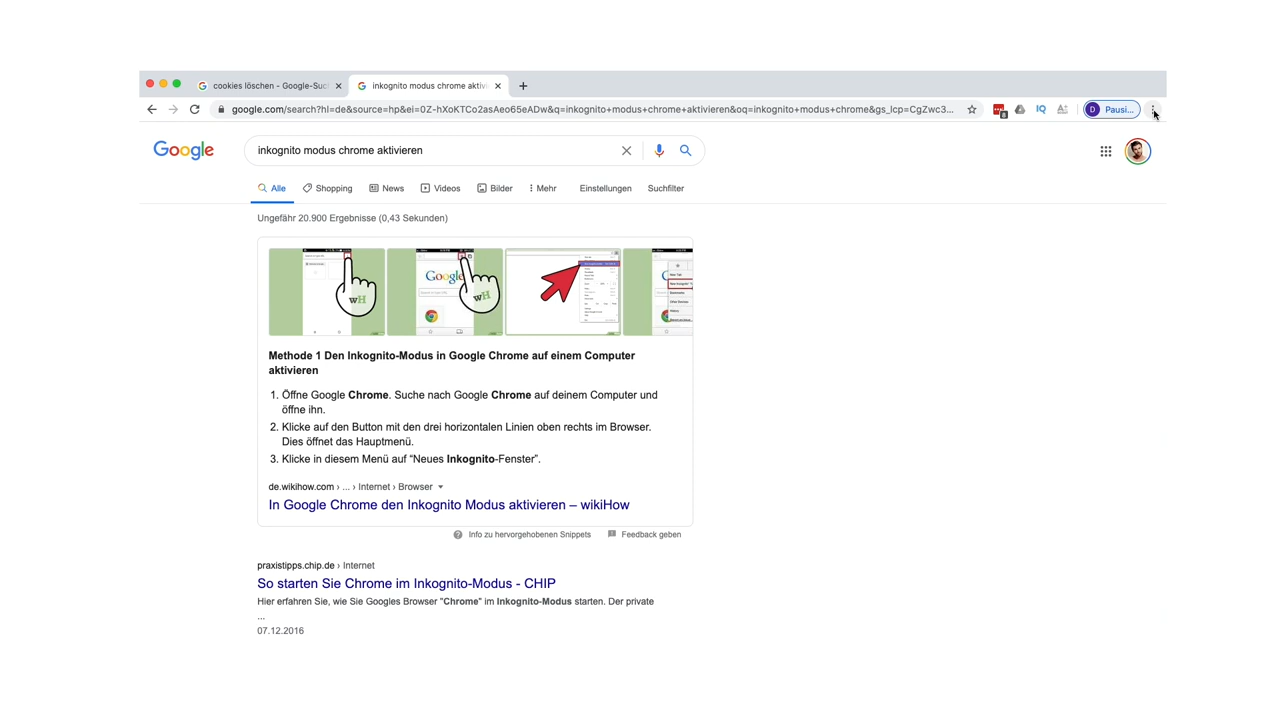 cookies löschen - Google-Suc
inkognito modus chrome aktivi
google.com/search?hl=de&source=hp&ei=0Z-hXoKTCo2asAeo65eADw&q=inkognito+modus+chrome+aktivieren&oq=inkognito+modus+chrome&gs_lcp=CgZwc3...
IQ
D Pausi...
Google
inkognito modus chrome aktivieren
Alle Shopping News Videos Bilder Mehr Einstellungen Suchfilter
Ungefähr 20.900 Ergebnisse (0,43 Sekunden)
wH
Google
wH
Methode 1 Den Inkognito-Modus in Google Chrome auf einem Computer
aktivieren
1. Öffne Google Chrome. Suche nach Google Chrome auf deinem Computer und
öffne ihn.
2. Klicke auf den Button mit den drei horizontalen Linien oben rechts im Browser.
Dies öffnet das Hauptmenü.
3. Klicke in diesem Menü auf “Neues Inkognito-Fenster”.
de.wikihow.com › ... › Internet › Browser
In Google Chrome den Inkognito Modus aktivieren – wikiHow
Info zu hervorgehobenen Snippets Feedback geben
praxistipps.chip.de › Internet
So starten Sie Chrome im Inkognito-Modus - CHIP
Hier erfahren Sie, wie Sie Googles Browser "Chrome" im Inkognito-Modus starten. Der private
...
07.12.2016